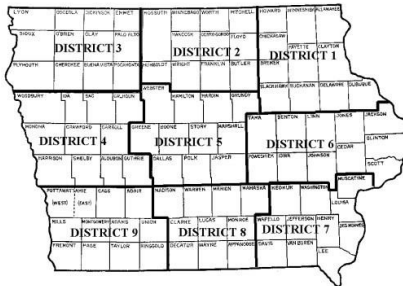 LYON OSCEOLA DICKINSON EMMET KOSSUTH WINNEBAGO WORTH MITCHELL HOWARD WINNESHIEK ALLAMAKEE
SIOUX O'BRIEN CLAY PALO ALTO HANCOCK CERRO GORDO FLOYD CHICKASAW
DISTRICT 3 DISTRICT 2 DISTRICT 1
FAYETTE CLAYTON
PLYMOUTH CHEROKEE BUENA VISTA POCAHONTAS HUMBOLDT WRIGHT FRANKLIN BUTLER BREMER
WOODBURY IDA SAC CALHOUN WEBSTER HAMILTON HARDIN GRUNDY BLACK HAWK BUCHANAN DELAWARE DUBUQUE
MONONA CRAWFORD CARROLL GREENE BOONE STORY MARSHALL TAMA BENTON LINN JONES JACKSON
DISTRICT 4 DISTRICT 5 DISTRICT 6
CLINTON
CEDAR
HARRISON SHELBY AUDUBON GUTHRIE DALLAS POLK JASPER POWESHIEK IOWA JOHNSON SCOTT
MUSCATINE
POTTAWATTAMIE CASS ADAIR MADISON WARREN MARION MAHASKA KEOKUK WASHINGTON
(WEST) (EAST)
LOUISA
MILLS MONTGOMERY ADAMS UNION CLARKE LUCAS MONROE WAPELLO JEFFERSON HENRY DES MOINES
DISTRICT 9 DISTRICT 8 DISTRICT 7
FREMONT PAGE TAYLOR RINGGOLD DECATUR WAYNE APPANOOSE DAVIS VAN BUREN
LEE